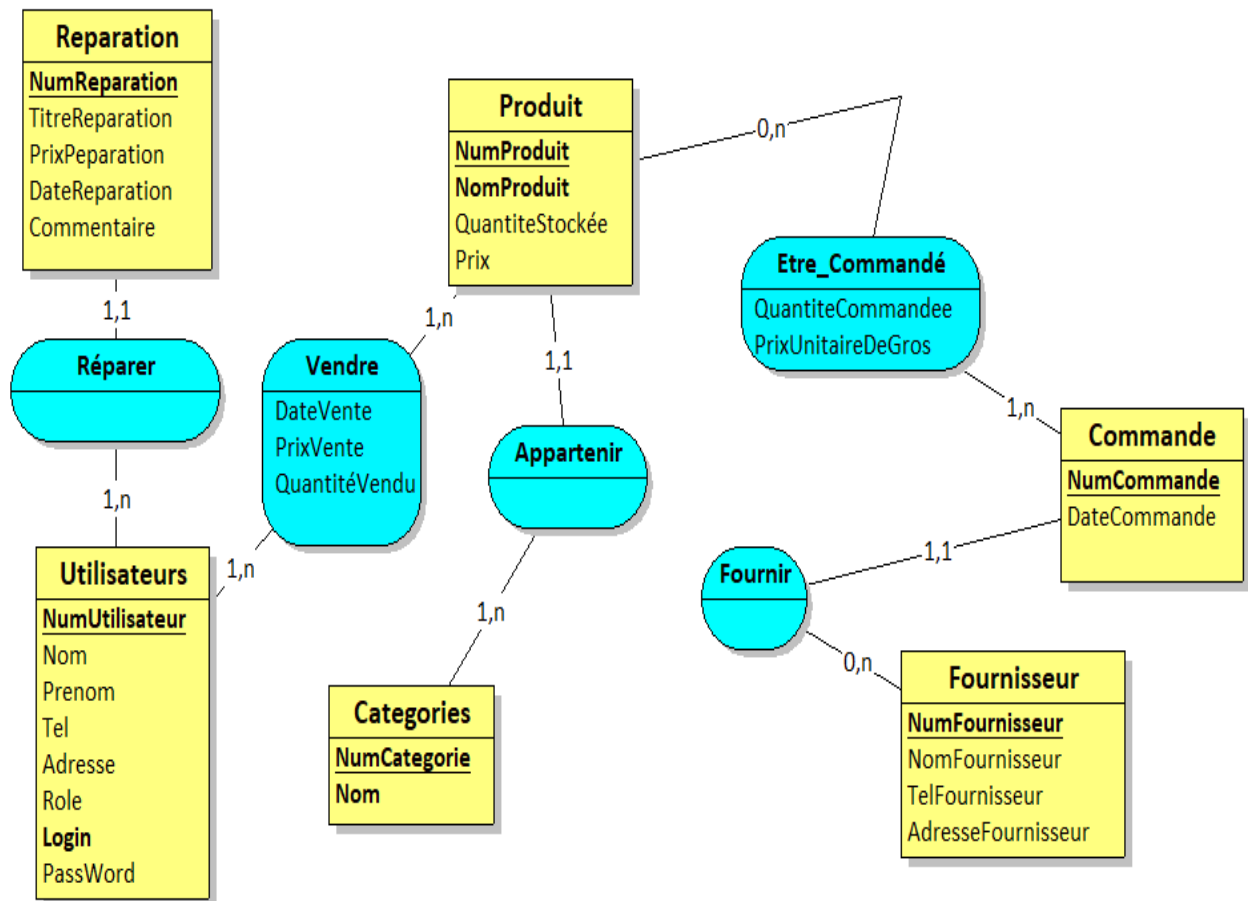 Reparation
NumReparation
TitreReparation
PrixPeparation
DateReparation
Commentaire
1,1
Réparer
1,n
Utilisateurs
NumUtilisateur
Nom
Prenom
Tel
Adresse
Role
Login
PassWord
1,n
Vendre
DateVente
PrixVente
QuantitéVendu
1,n
Produit
NumProduit
NomProduit
QuantiteStockée
Prix
1,1
Appartenir
1,n
Categories
NumCategorie
Nom
0,n
Etre_Commandé
QuantiteCommandee
PrixUnitaireDeGros
1,n
Commande
NumCommande
DateCommande
1,1
Fournir
0,n
Fournisseur
NumFournisseur
NomFournisseur
TelFournisseur
AdresseFournisseur